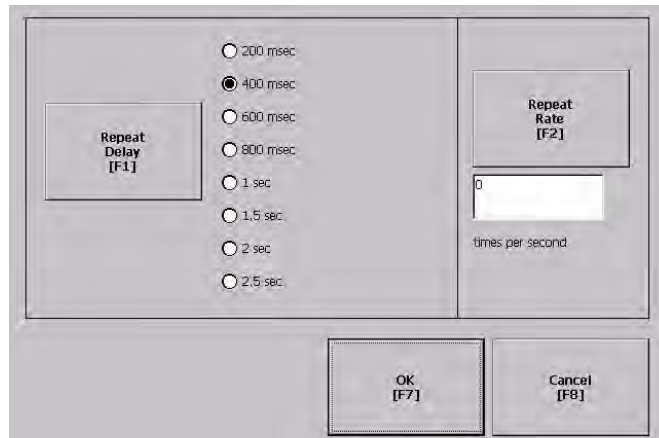 Repeat
Delay
[F1]
200 msec
400 msec
600 msec
800 msec
1 sec
1.5 sec
2 sec
2.5 sec
Repeat
Rate
[F2]
0
times per second
OK
[F7]
Cancel
[F8]